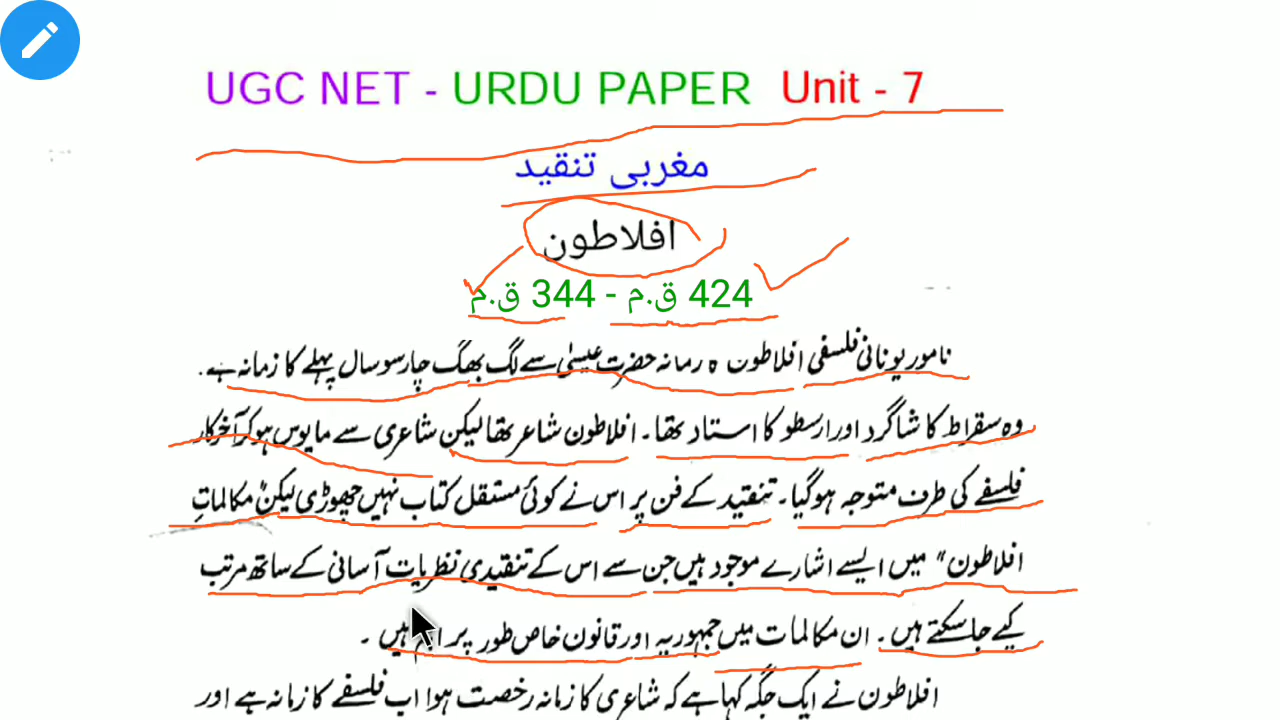 UGC NET - URDU PAPER Unit - 7
مغربی تنقید
افلاطون
424 ق.م - 344 ق.م
نامور یونانی فلسفی افلاطون ہ رمانہ حضرت عیسیٰ سے لگ بھگ چار سو سال پہلے کا زمانہ ہے .
وہ سقراط کا شاگرد اور ارسطو کا استاد تھا۔ افلاطون شاعر تھا لیکن شاعری سے مایوس ہو کر آخرکار
فلسفے کی طرف متوجہ ہوگیا۔ تنقید کے فن پر اس نے کوئی مستقل کتاب نہیں چھوڑی لیکن "مکالماتِ
افلاطون" میں ایسے اشارے موجود ہیں جن سے اس کے تنقیدی نظریات آسانی کے ساتھ مرتب
کیے جا سکتے ہیں۔ ان مکالمات میں جمہوریہ اور قانون خاص طور پر اہم ہیں۔
افلاطون نے ایک جگہ کہا ہے کہ شاعری کا زمانہ رخصت ہوا اب فلسفے کا زمانہ ہے اور